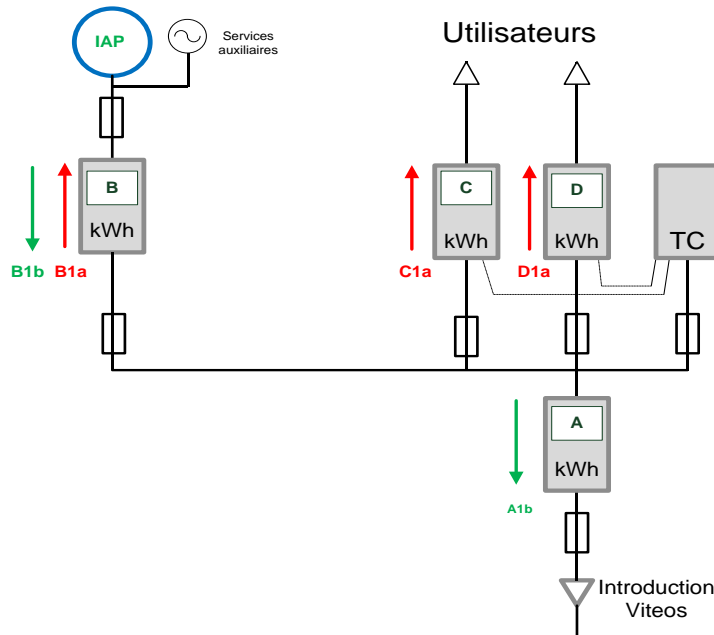 IAP
Services
auxiliaires
Utilisateurs
B
kWh
B1b
B1a
C
kWh
C1a
D
kWh
D1a
TC
A
kWh
A1b
Introduction
Viteos